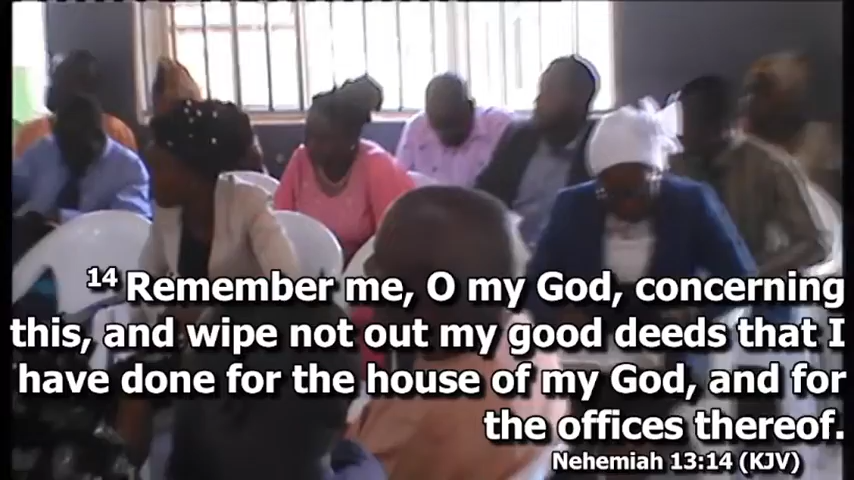 14 Remember me, O my God, concerning
this, and wipe not out my good deeds that I
have done for the house of my God, and for
the offices thereof.
Nehemiah 13:14 (KJV)